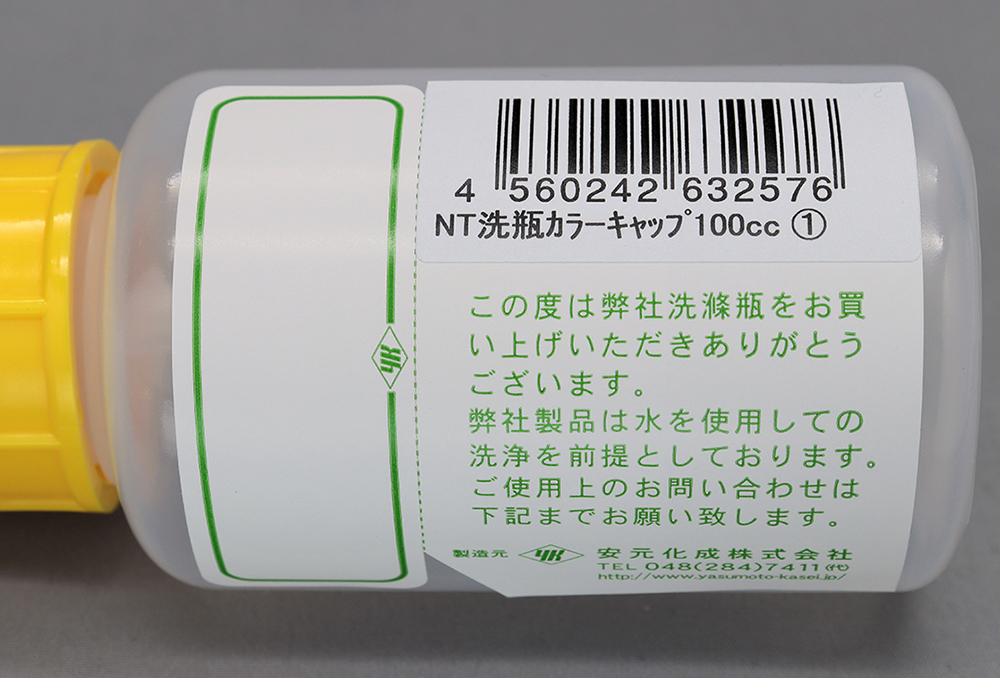 4 560242 632576
NT洗瓶カラーキャップ100cc ①
この度は弊社洗滌瓶をお買
い上げいただきありがとう
ございます。
弊社製品は水を使用しての
洗浄を前提としております。
ご使用上のお問い合わせは
下記までお願い致します。
製造元 YK 安元化成株式会社
TEL 048(284)7411㈹
http://www.yasumoto-kasei.jp/
YK